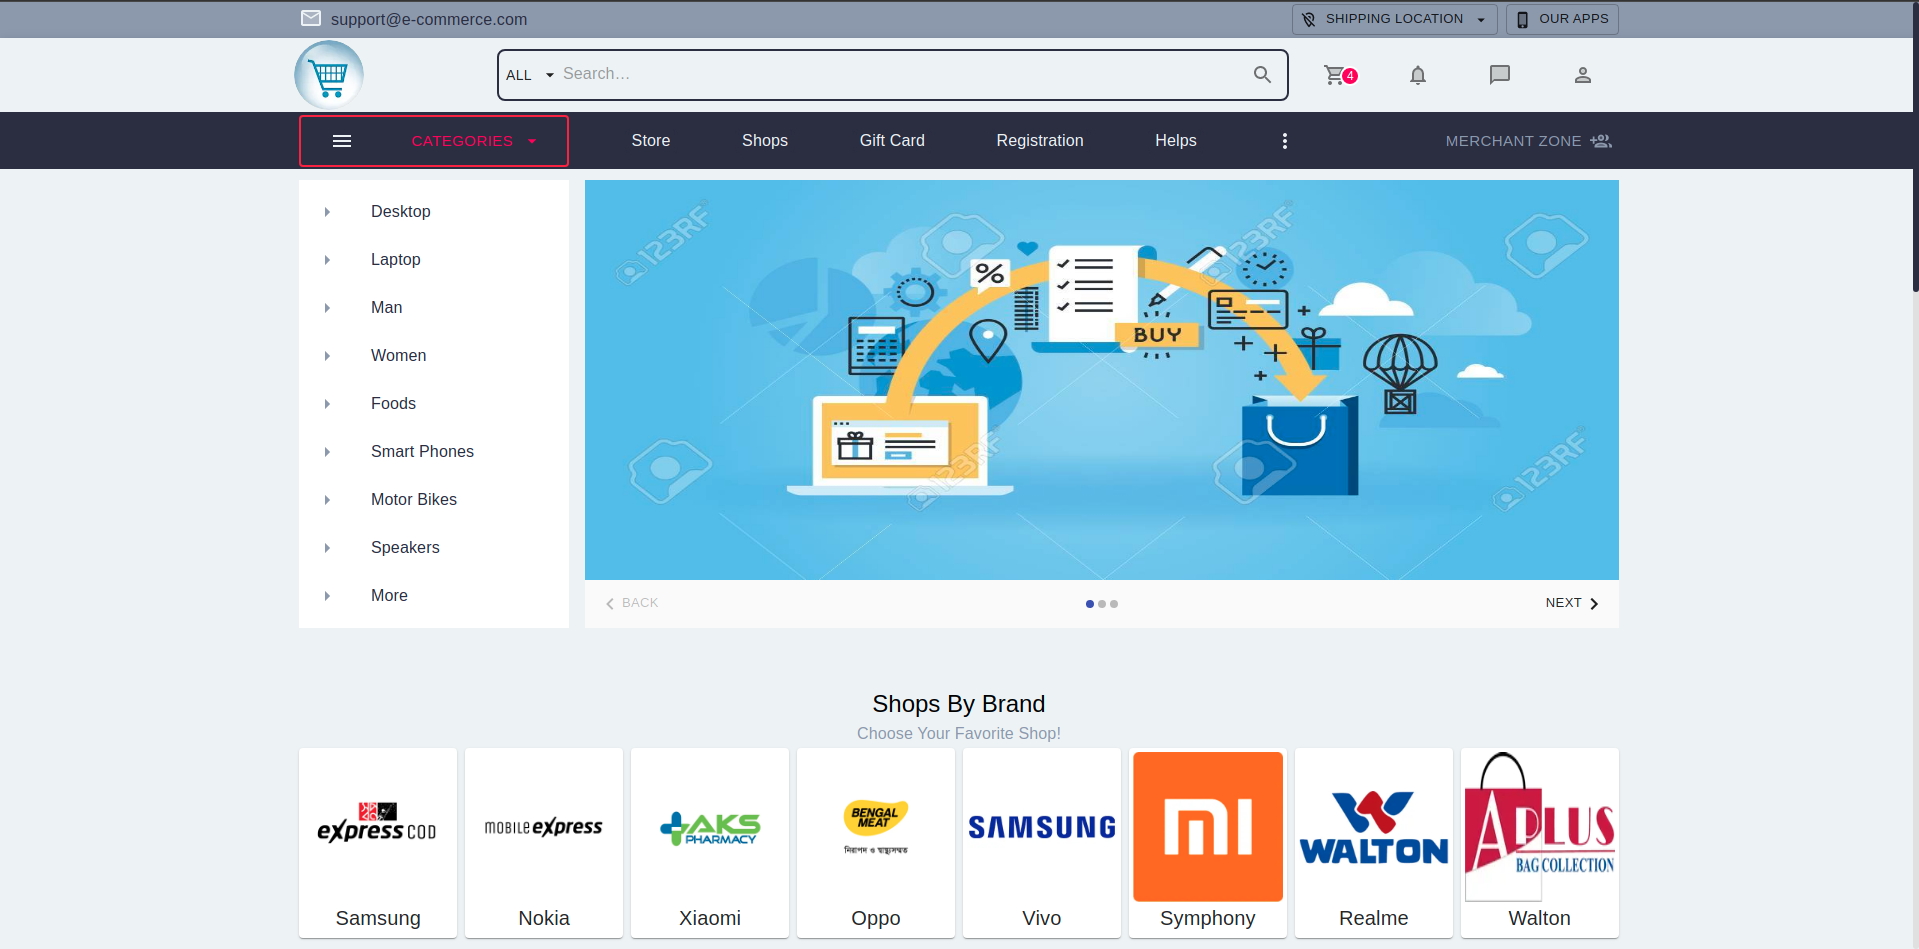 support@e-commerce.com
SHIPPING LOCATION
OUR APPS
ALL
Search…
4
CATEGORIES
Store
Shops
Gift Card
Registration
Helps
MERCHANT ZONE
Desktop
Laptop
Man
Women
Foods
Smart Phones
Motor Bikes
Speakers
More
123RF
123RF
%
BUY
123RF
123RF
BACK
NEXT
Shops By Brand
Choose Your Favorite Shop!
express COD
MOBILE express
AKS
PHARMACY
BENGAL
MEAT
নিরাপদ ও স্বাস্থ্যসম্মত
SAMSUNG
mi
WALTON
APLUS
BAG COLLECTION
Samsung
Nokia
Xiaomi
Oppo
Vivo
Symphony
Realme
Walton